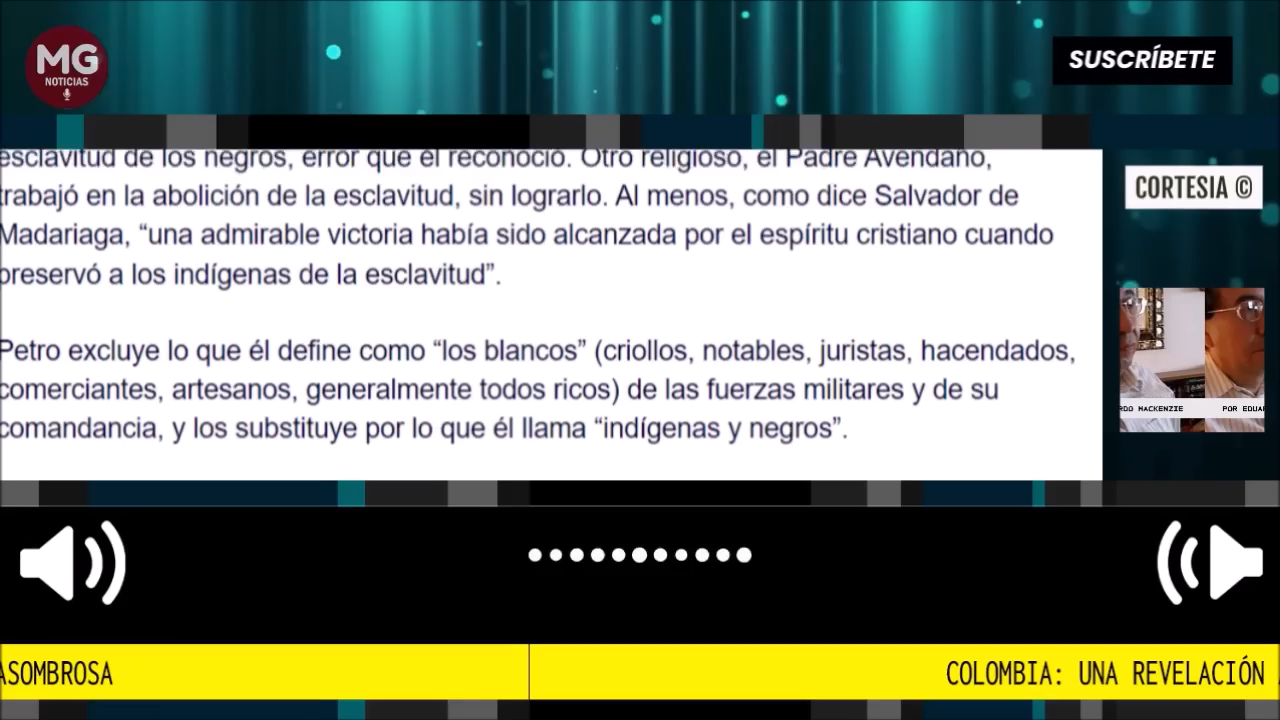 MG
NOTICIAS
SUSCRÍBETE
esclavitud de los negros, error que él reconoció. Otro religioso, el Padre Avendaño,
trabajó en la abolición de la esclavitud, sin lograrlo. Al menos, como dice Salvador de
Madariaga, “una admirable victoria había sido alcanzada por el espíritu cristiano cuando
preservó a los indígenas de la esclavitud”.
Petro excluye lo que él define como “los blancos” (criollos, notables, juristas, hacendados,
comerciantes, artesanos, generalmente todos ricos) de las fuerzas militares y de su
comandancia, y los substituye por lo que él llama “indígenas y negros”.
CORTESIA ©
RDO MACKENZIE
POR EDUAR
ASOMBROSA
COLOMBIA: UNA REVELACIÓN